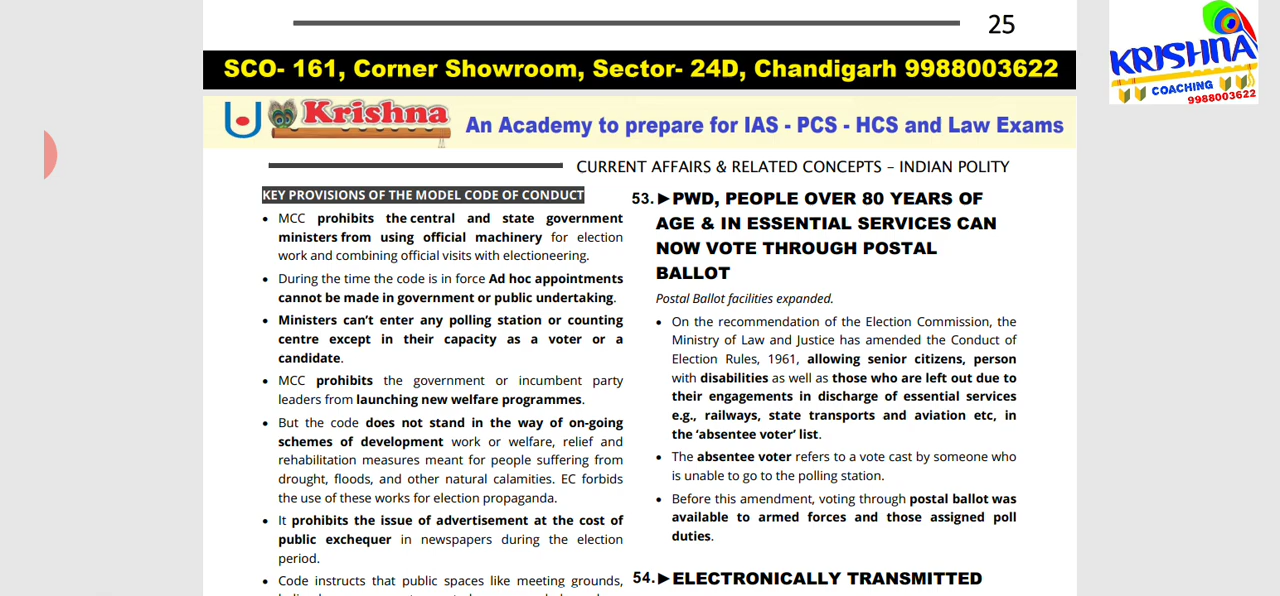 25
SCO- 161, Corner Showroom, Sector- 24D, Chandigarh 9988003622
KRISHNA
COACHING
9988003622
Krishna
An Academy to prepare for IAS - PCS - HCS and Law Exams
CURRENT AFFAIRS & RELATED CONCEPTS – INDIAN POLITY
KEY PROVISIONS OF THE MODEL CODE OF CONDUCT
• MCC prohibits the central and state government
ministers from using official machinery for election
work and combining official visits with electioneering.
• During the time the code is in force Ad hoc appointments
cannot be made in government or public undertaking.
• Ministers can’t enter any polling station or counting
centre except in their capacity as a voter or a
candidate.
• MCC prohibits the government or incumbent party
leaders from launching new welfare programmes.
• But the code does not stand in the way of on-going
schemes of development work or welfare, relief and
rehabilitation measures meant for people suffering from
drought, floods, and other natural calamities. EC forbids
the use of these works for election propaganda.
• It prohibits the issue of advertisement at the cost of
public exchequer in newspapers during the election
period.
• Code instructs that public spaces like meeting grounds,
53. ►PWD, PEOPLE OVER 80 YEARS OF
AGE & IN ESSENTIAL SERVICES CAN
NOW VOTE THROUGH POSTAL
BALLOT
Postal Ballot facilities expanded.
• On the recommendation of the Election Commission, the
Ministry of Law and Justice has amended the Conduct of
Election Rules, 1961, allowing senior citizens, person
with disabilities as well as those who are left out due to
their engagements in discharge of essential services
e.g., railways, state transports and aviation etc, in
the ‘absentee voter’ list.
• The absentee voter refers to a vote cast by someone who
is unable to go to the polling station.
• Before this amendment, voting through postal ballot was
available to armed forces and those assigned poll
duties.
54. ►ELECTRONICALLY TRANSMITTED